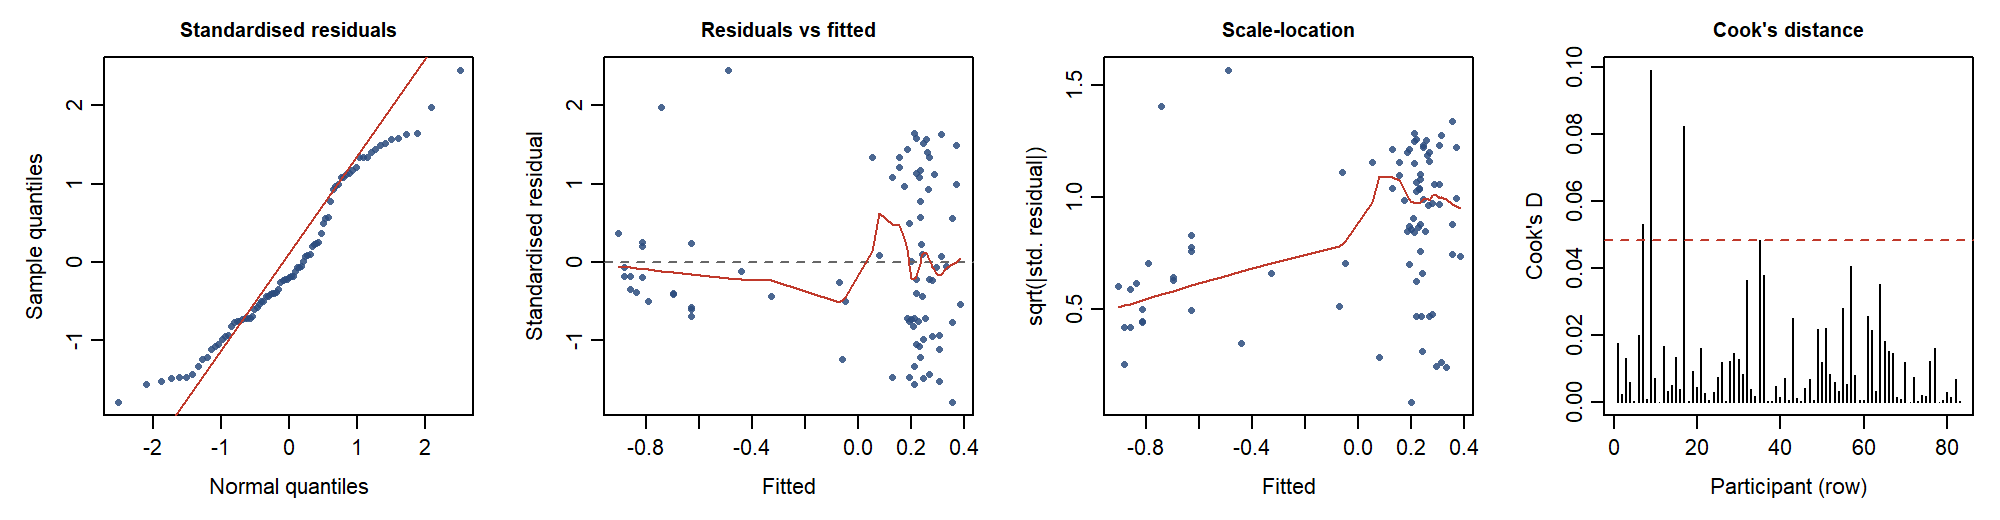 Standardised residuals
Sample quantiles
-1 0 1 2
-2 -1 0 1 2
Normal quantiles
Residuals vs fitted
Standardised residual
-1 0 1 2
-0.8 -0.4 0.0 0.2 0.4
Fitted
Scale-location
sqrt(|std. residual|)
0.5 1.0 1.5
-0.8 -0.4 0.0 0.2 0.4
Fitted
Cook's distance
Cook's D
0.00 0.02 0.04 0.06 0.08 0.10
0 20 40 60 80
Participant (row)